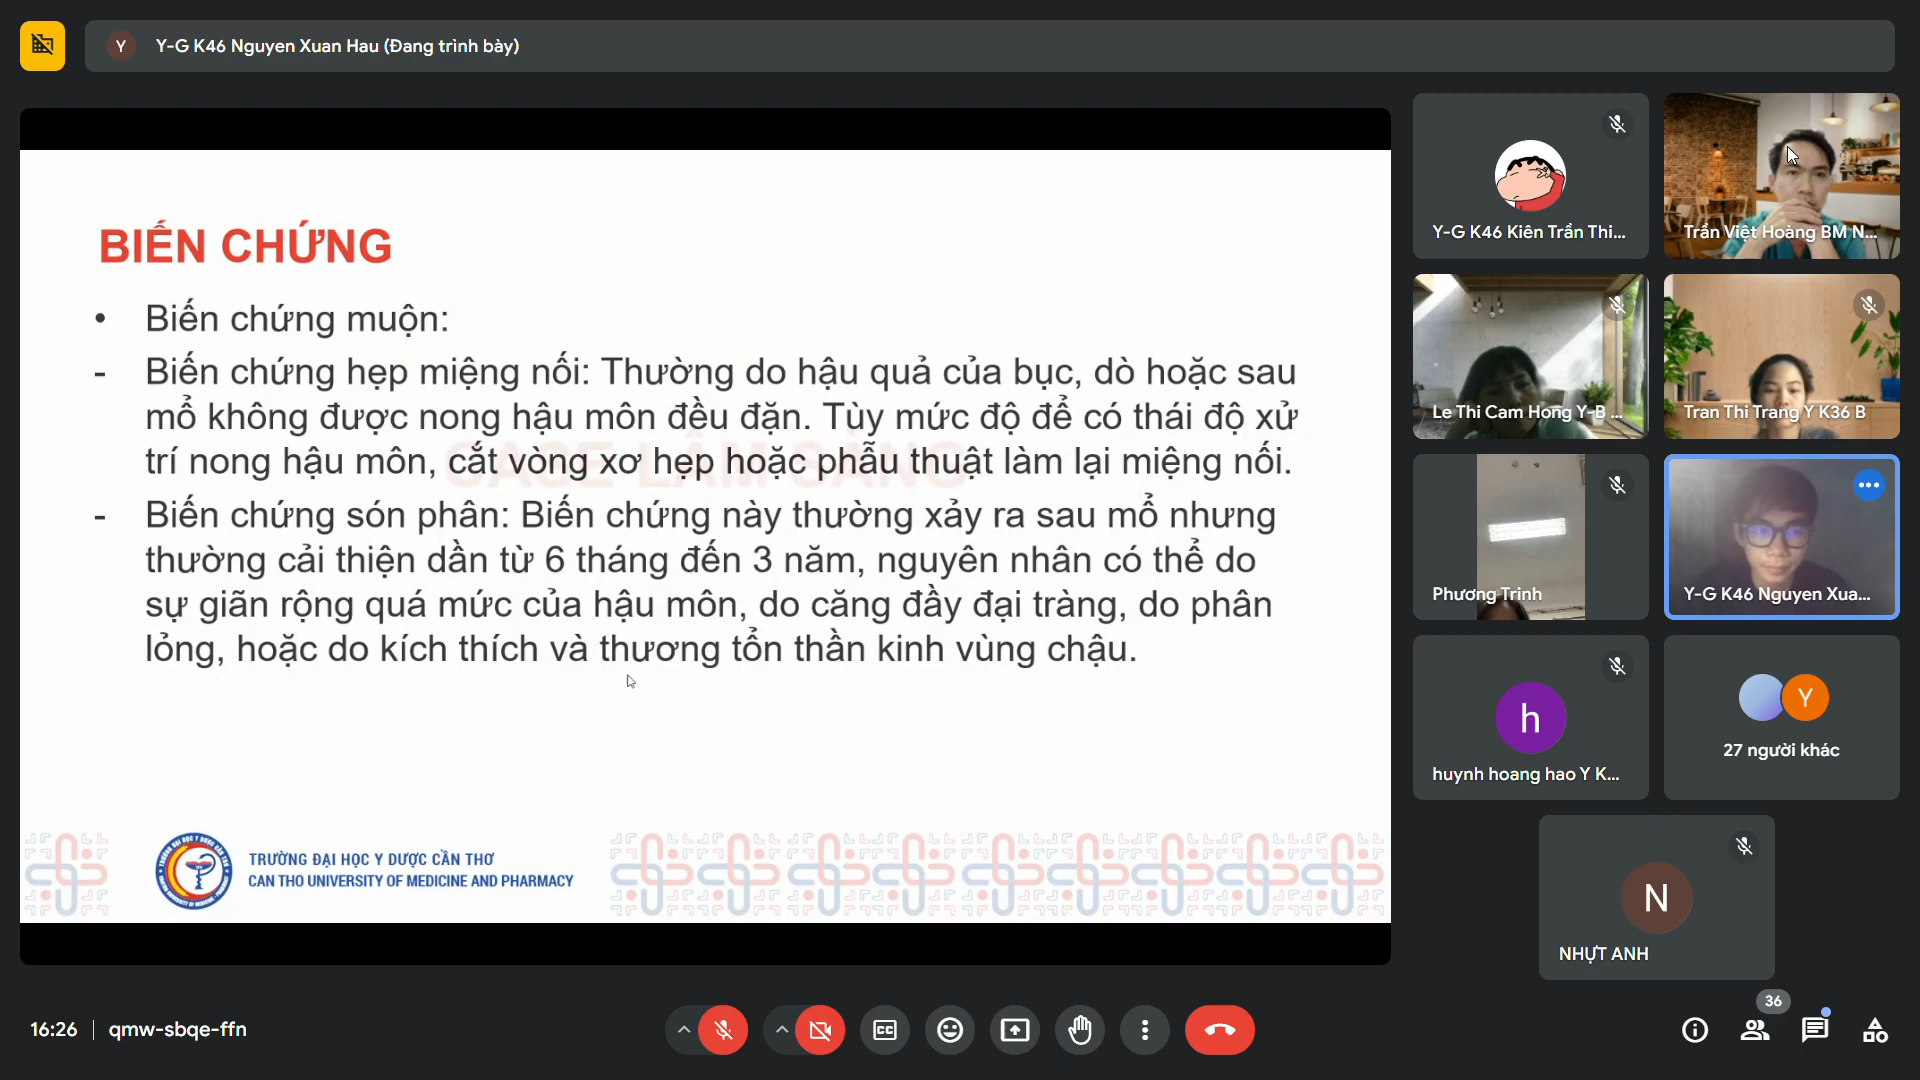 Y
Y-G K46 Nguyen Xuan Hau (Đang trình bày)
BIẾN CHỨNG
• Biến chứng muộn:
- Biến chứng hẹp miệng nối: Thường do hậu quả của bục, dò hoặc sau
mổ không được nong hậu môn đều đặn. Tùy mức độ để có thái độ xử
trí nong hậu môn, cắt vòng xơ hẹp hoặc phẫu thuật làm lại miệng nối.
- Biến chứng són phân: Biến chứng này thường xảy ra sau mổ nhưng
thường cải thiện dần từ 6 tháng đến 3 năm, nguyên nhân có thể do
sự giãn rộng quá mức của hậu môn, do căng đầy đại tràng, do phân
lỏng, hoặc do kích thích và thương tổn thần kinh vùng chậu.
CASE LÂM SÀNG
TRƯỜNG ĐẠI HỌC Y DƯỢC CẦN THƠ
CAN THO UNIVERSITY OF MEDICINE AND PHARMACY
Y-G K46 Kiên Trần Thi...
Trần Việt Hoàng BM N...
Le Thi Cam Hong Y-B ...
Tran Thi Trang Y K36 B
Phương Trinh
Y-G K46 Nguyen Xua...
h
huynh hoang hao Y K...
Y
27 người khác
N
NHỰT ANH
16:26
qmw-sbqe-ffn
CC
36